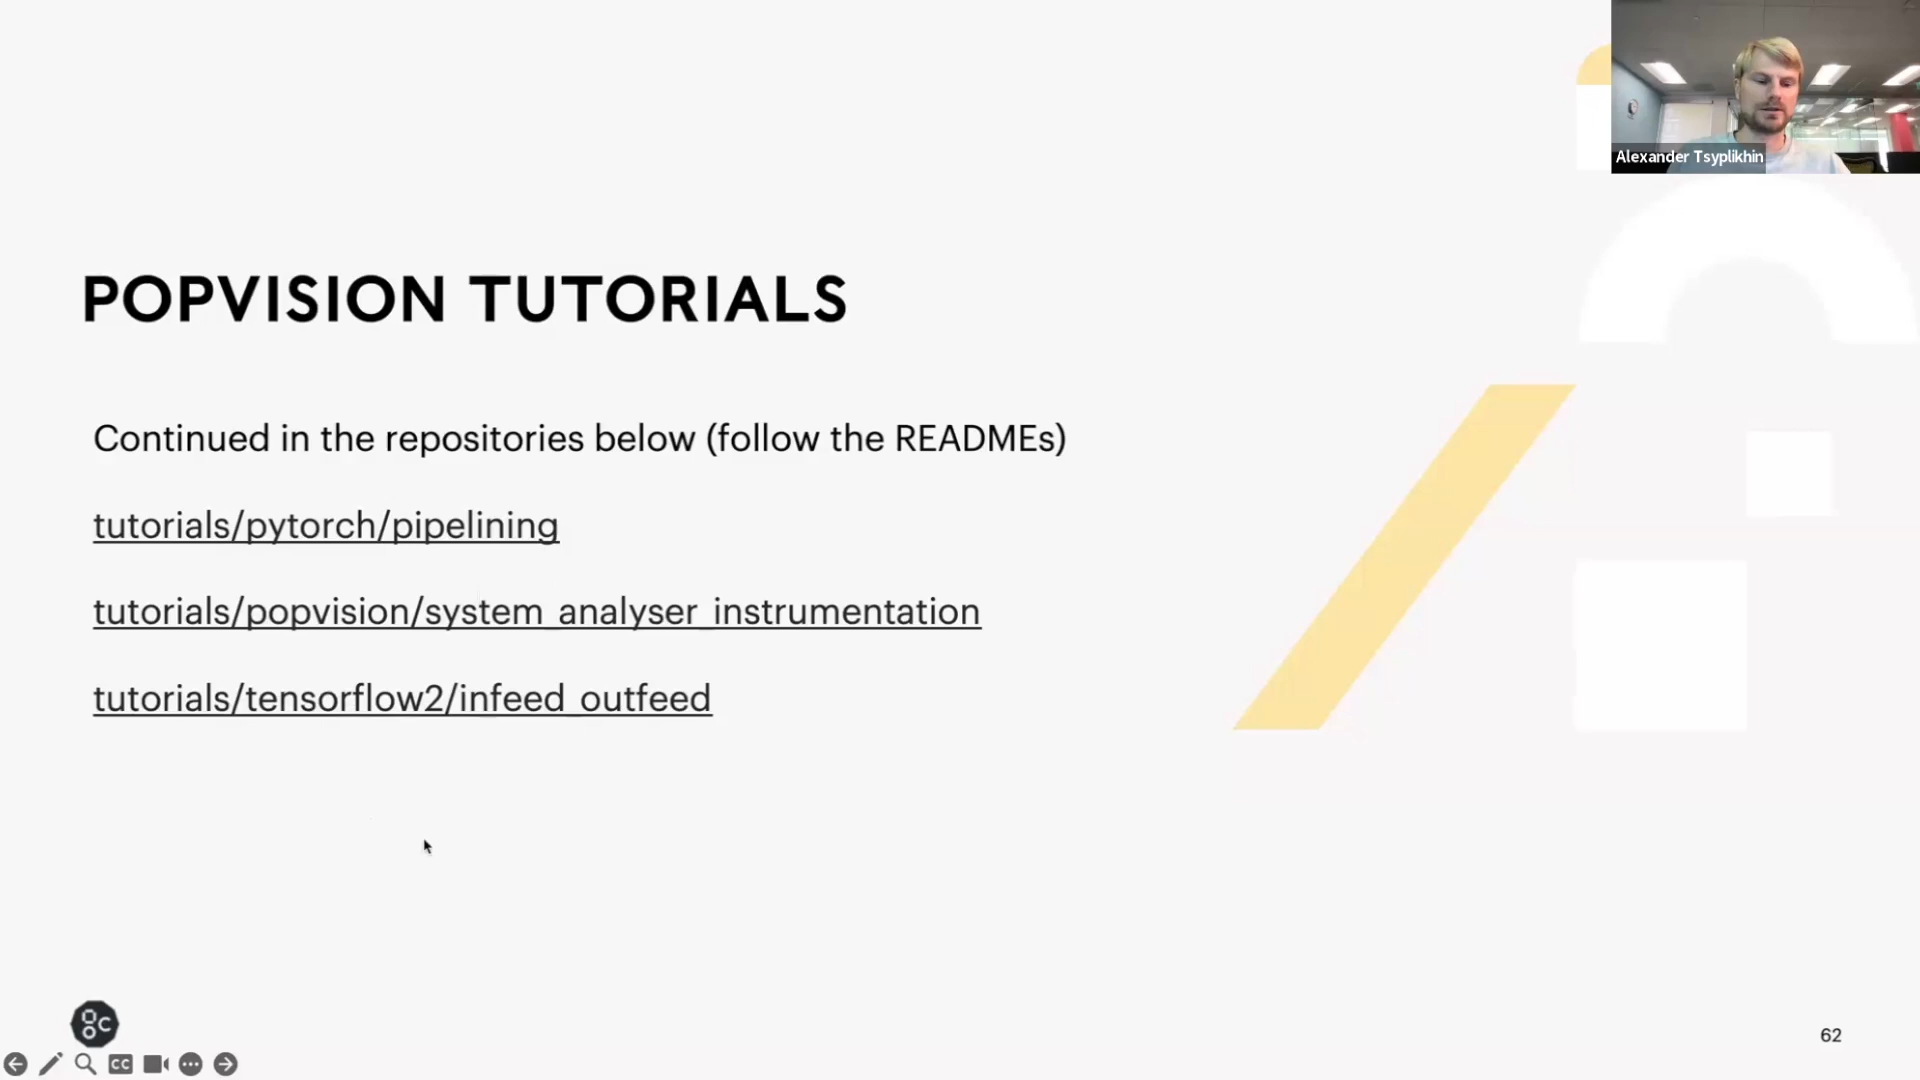 Alexander Tsyplikhin
POPVISION TUTORIALS
Continued in the repositories below (follow the READMEs)
tutorials/pytorch/pipelining
tutorials/popvision/system_analyser_instrumentation
tutorials/tensorflow2/infeed_outfeed
62
CC